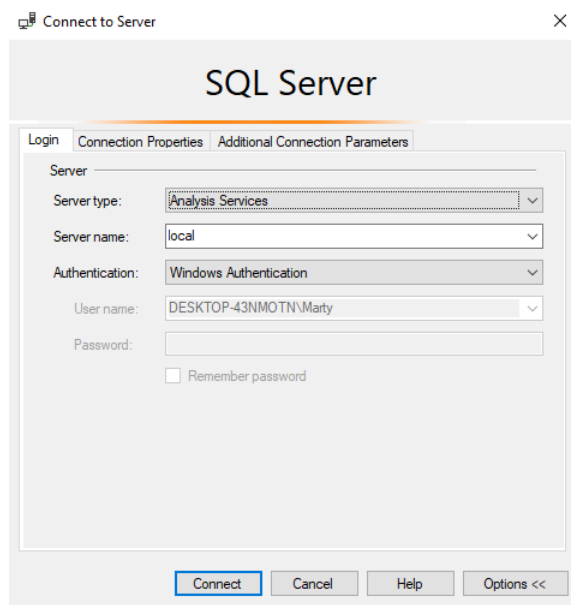 Connect to Server
SQL Server
Login Connection Properties Additional Connection Parameters
Server
Server type: Analysis Services
Server name: local
Authentication: Windows Authentication
User name: DESKTOP-43NMOTN\Marty
Password:
Remember password
Connect Cancel Help Options <<